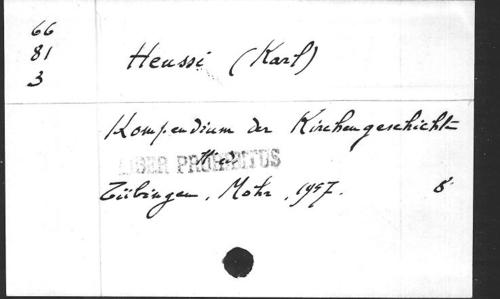 66
81
3
Heussi (Karl)
Kompendium der Kirchengeschichte
LIBER PROHIBITUS
Tübingen, Mohr, 1957. 8°